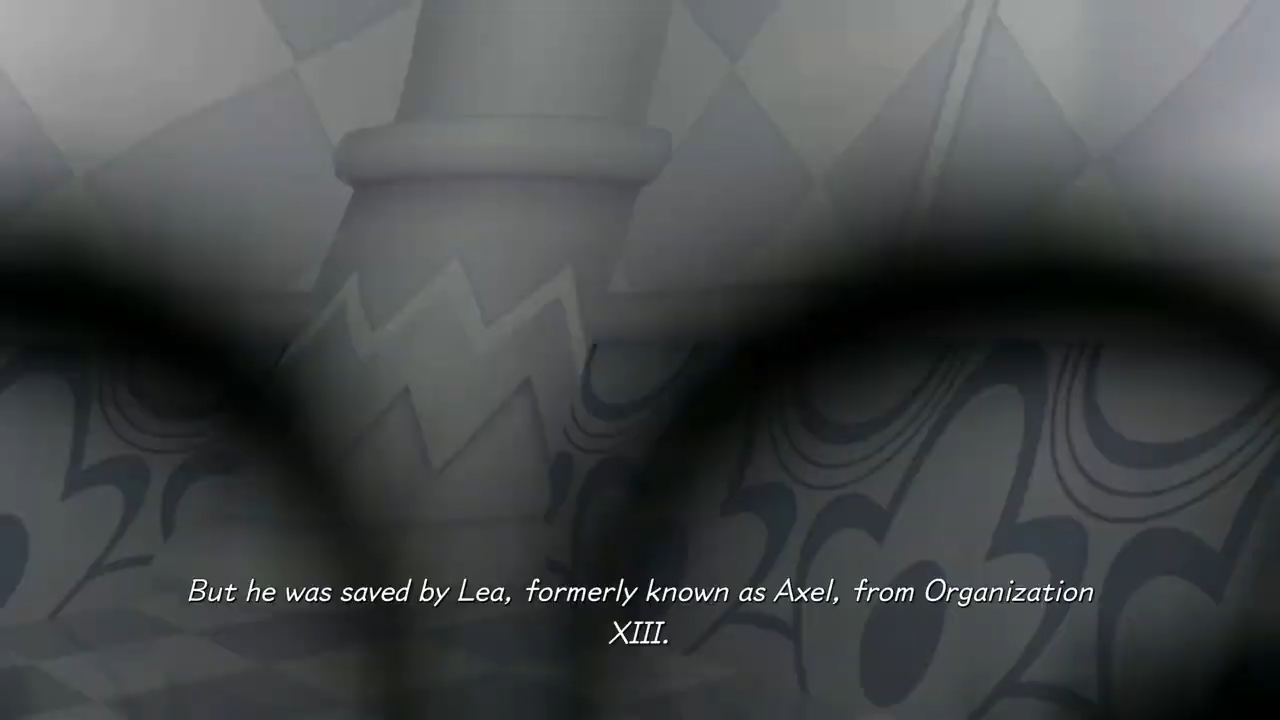 But he was saved by Lea, formerly known as Axel, from Organization
XIII.